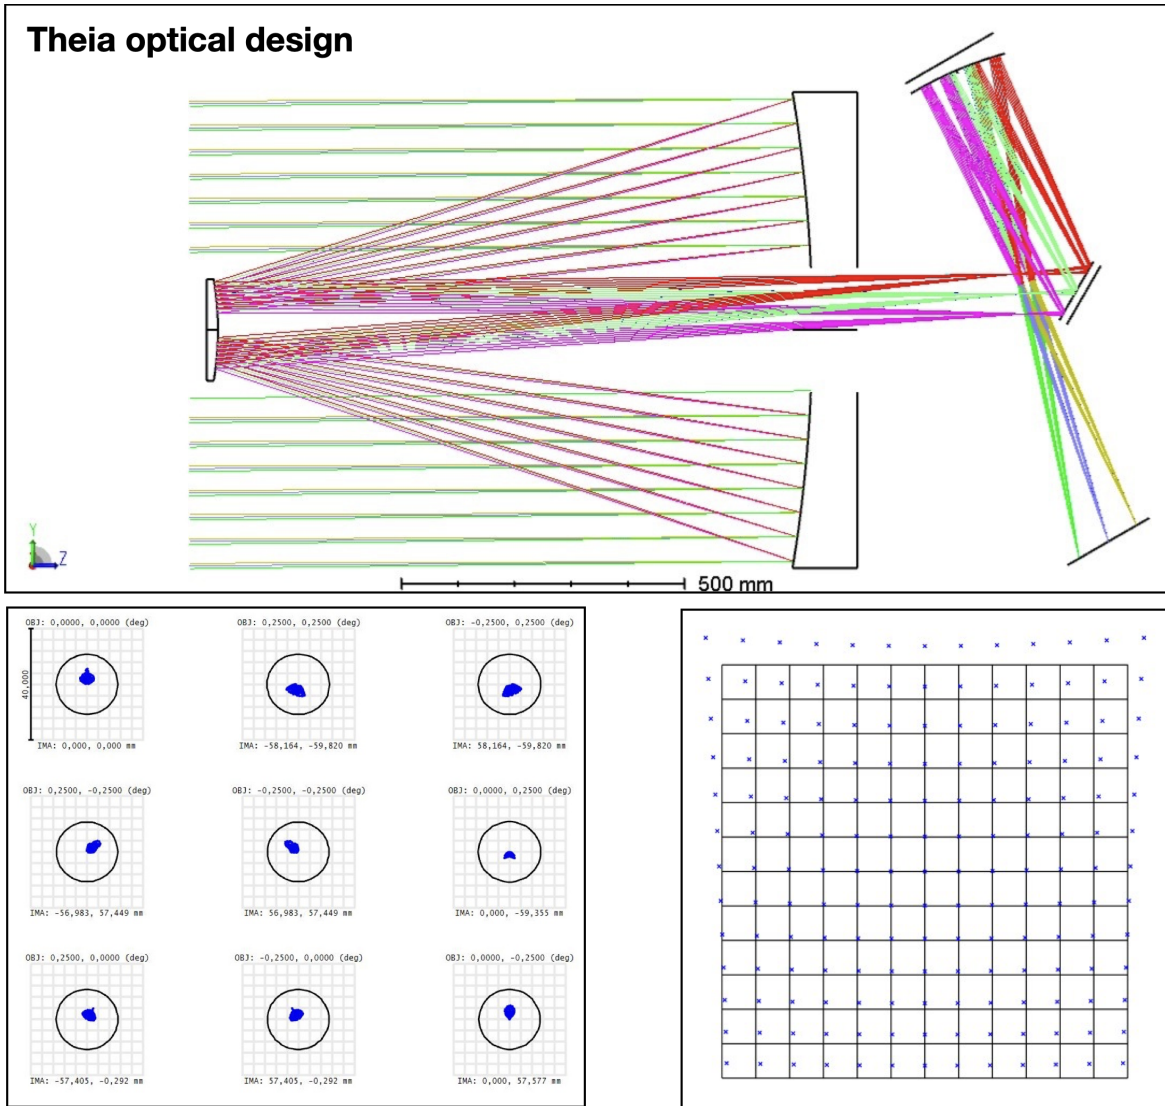 Theia optical design
Y
Z
500 mm
OBJ: 0,0000, 0,0000 (deg)
OBJ: 0,2500, 0,2500 (deg)
OBJ: -0,2500, 0,2500 (deg)
40,000
IMA: 0,000, 0,000 mm
IMA: -58,164, -59,820 mm
IMA: 58,164, -59,820 mm
OBJ: 0,2500, -0,2500 (deg)
OBJ: -0,2500, -0,2500 (deg)
OBJ: 0,0000, 0,2500 (deg)
IMA: -56,983, 57,449 mm
IMA: 56,983, 57,449 mm
IMA: 0,000, -59,355 mm
OBJ: 0,2500, 0,0000 (deg)
OBJ: -0,2500, 0,0000 (deg)
OBJ: 0,0000, -0,2500 (deg)
IMA: -57,405, -0,292 mm
IMA: 57,405, -0,292 mm
IMA: 0,000, 57,577 mm